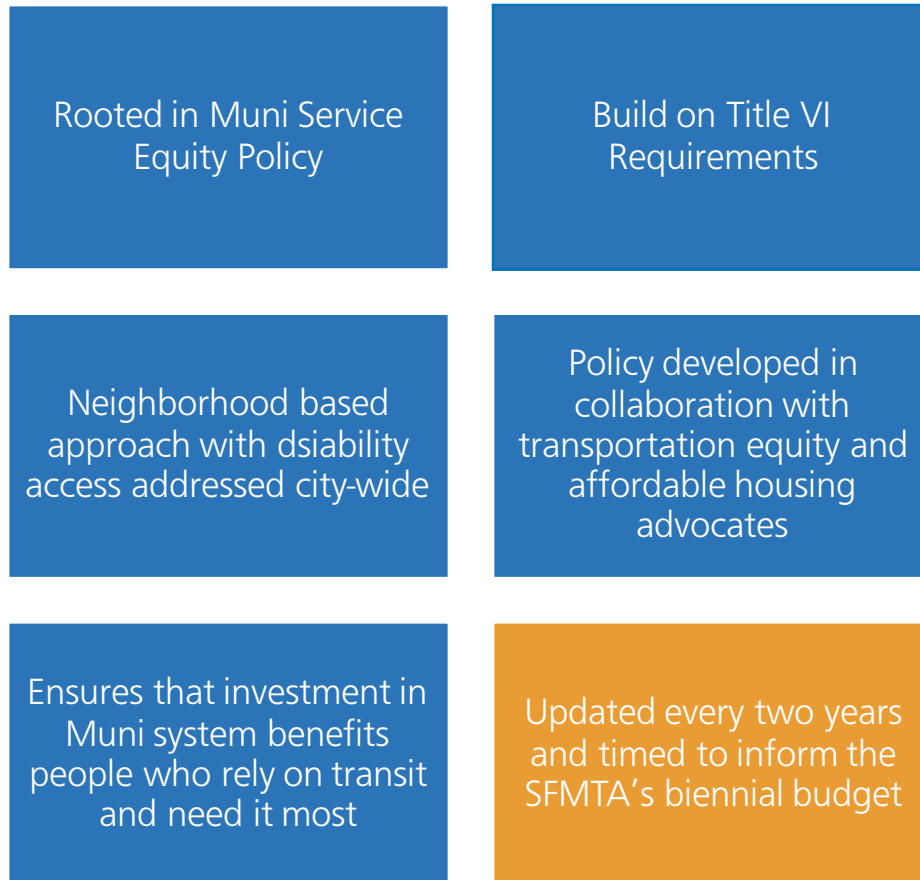 Rooted in Muni Service
Equity Policy
Build on Title VI
Requirements
Neighborhood based
approach with dsiability
access addressed city-wide
Policy developed in
collaboration with
transportation equity and
affordable housing
advocates
Ensures that investment in
Muni system benefits
people who rely on transit
and need it most
Updated every two years
and timed to inform the
SFMTA’s biennial budget